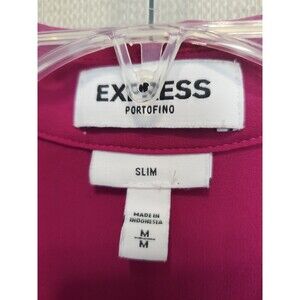 EXPRESS
PORTOFINO
SLIM
MADE IN
INDONESIA
M
M